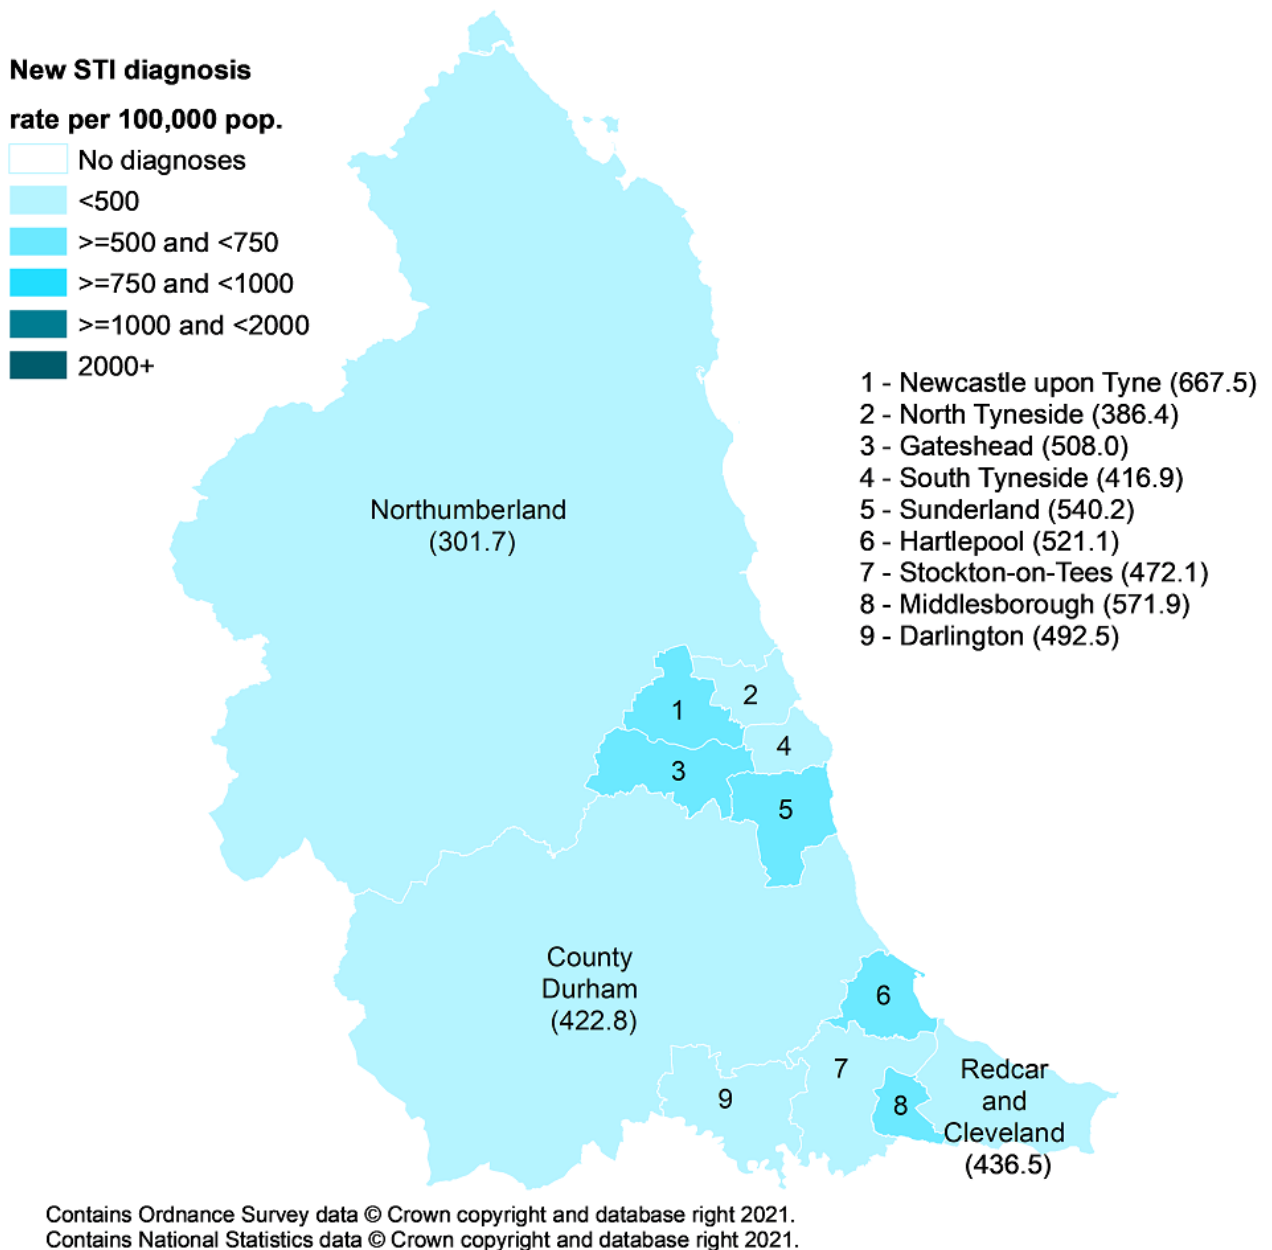 New STI diagnosis
rate per 100,000 pop.
No diagnoses
<500
>=500 and <750
>=750 and <1000
>=1000 and <2000
2000+
1 - Newcastle upon Tyne (667.5)
2 - North Tyneside (386.4)
3 - Gateshead (508.0)
4 - South Tyneside (416.9)
5 - Sunderland (540.2)
6 - Hartlepool (521.1)
7 - Stockton-on-Tees (472.1)
8 - Middlesborough (571.9)
9 - Darlington (492.5)
Northumberland
(301.7)
1
2
3
4
5
County
Durham
(422.8)
6
7
8
9
Redcar
and
Cleveland
(436.5)
Contains Ordnance Survey data © Crown copyright and database right 2021.
Contains National Statistics data © Crown copyright and database right 2021.